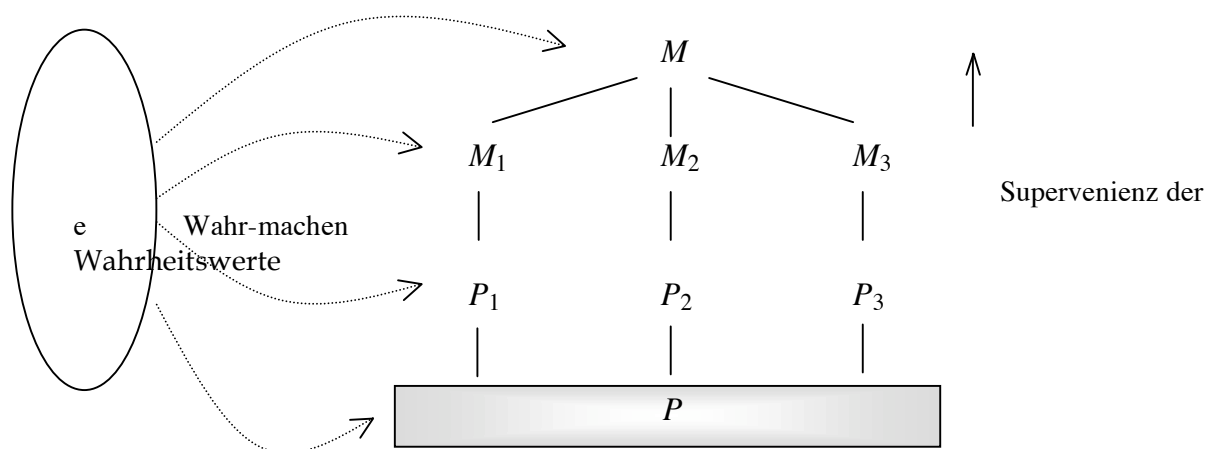 M
M₁ M₂ M₃
Supervenienz der
e Wahr-machen
Wahrheitswerte
P₁ P₂ P₃
P